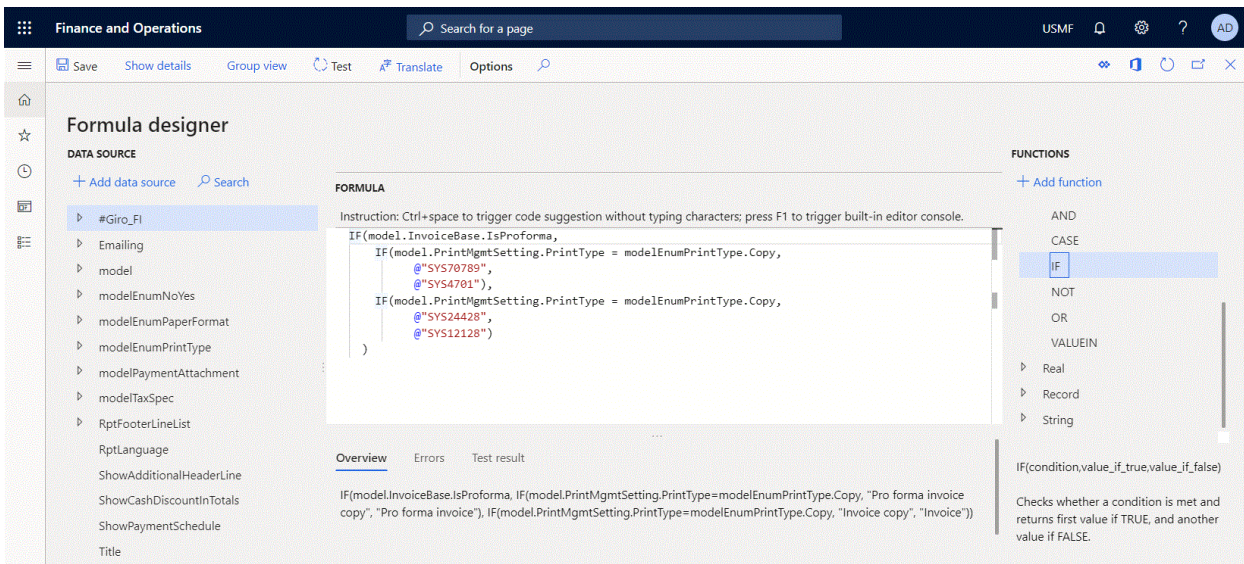 Finance and Operations
Search for a page
USMF
AD
Save
Show details
Group view
Test
Translate
Options
Formula designer
DATA SOURCE
Add data source
Search
#Giro_FI
Emailing
model
modelEnumNoYes
modelEnumPaperFormat
modelEnumPrintType
modelPaymentAttachment
modelTaxSpec
RptFooterLineList
RptLanguage
ShowAdditionalHeaderLine
ShowCashDiscountInTotals
ShowPaymentSchedule
Title
FORMULA
Instruction: Ctrl+space to trigger code suggestion without typing characters; press F1 to trigger built-in editor console.
IF(model.InvoiceBase.IsProforma,
IF(model.PrintMgmtSetting.PrintType = modelEnumPrintType.Copy,
@"SYS70789",
@"SYS4701"),
IF(model.PrintMgmtSetting.PrintType = modelEnumPrintType.Copy,
@"SYS24428",
@"SYS12128")
)
Overview
Errors
Test result
IF(model.InvoiceBase.IsProforma, IF(model.PrintMgmtSetting.PrintType=modelEnumPrintType.Copy, "Pro forma invoice
copy", "Pro forma invoice"), IF(model.PrintMgmtSetting.PrintType=modelEnumPrintType.Copy, "Invoice copy", "Invoice"))
FUNCTIONS
Add function
AND
CASE
IF
NOT
OR
VALUEIN
Real
Record
String
IF(condition,value_if_true,value_if_false)
Checks whether a condition is met and
returns first value if TRUE, and another
value if FALSE.